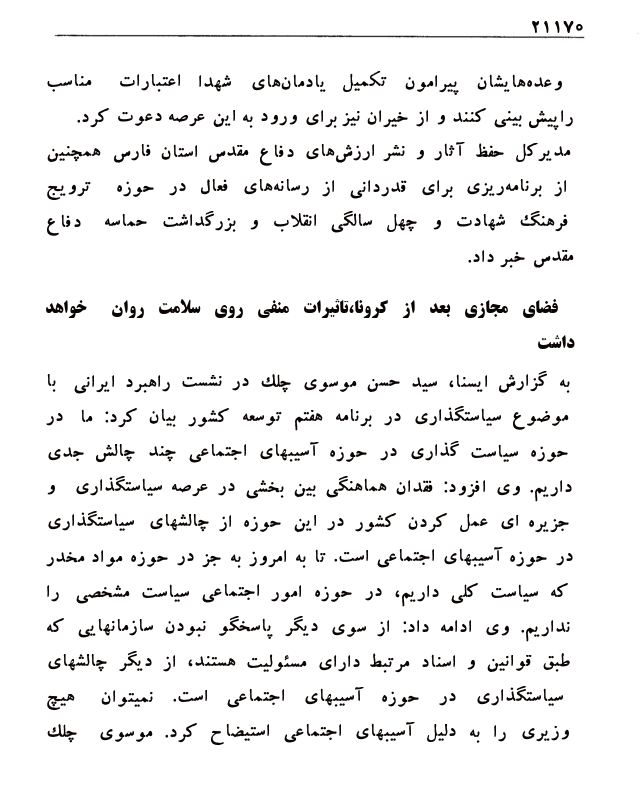 ۲۱۱۷۰
وعده‌هایشان پیرامون تکمیل یادمان‌های شهدا اعتبارات مناسب
راپیش بینی کنند و از خیران نیز برای ورود به این عرصه دعوت کرد.
مدیرکل حفظ آثار و نشر ارزش‌های دفاع مقدس استان فارس همچنین
از برنامه‌ریزی برای قدردانی از رسانه‌های فعال در حوزه ترویج
فرهنگ شهادت و چهل سالگی انقلاب و بزرگداشت حماسه دفاع
مقدس خبر داد.
فضای مجازی بعد از کرونا،تاثیرات منفی روی سلامت روان خواهد
داشت
به گزارش ایسنا، سید حسن موسوی چلك در نشست راهبرد ایرانی با
موضوع سیاستگذاری در برنامه هفتم توسعه کشور بیان کرد: ما در
حوزه سیاست گذاری در حوزه آسیبهای اجتماعی چند چالش جدی
داریم. وی افزود: فقدان هماهنگی بین بخشی در عرصه سیاستگذاری و
جزیره ای عمل کردن کشور در این حوزه از چالشهای سیاستگذاری
در حوزه آسیبهای اجتماعی است. تا به امروز به جز در حوزه مواد مخدر
که سیاست کلی داریم، در حوزه امور اجتماعی سیاست مشخصی را
نداریم. وی ادامه داد: از سوی دیگر پاسخگو نبودن سازمانهایی که
طبق قوانین و اسناد مرتبط دارای مسئولیت هستند، از دیگر چالشهای
سیاستگذاری در حوزه آسیبهای اجتماعی است. نمیتوان هیچ
وزیری را به دلیل آسیبهای اجتماعی استیضاح کرد. موسوی چلك